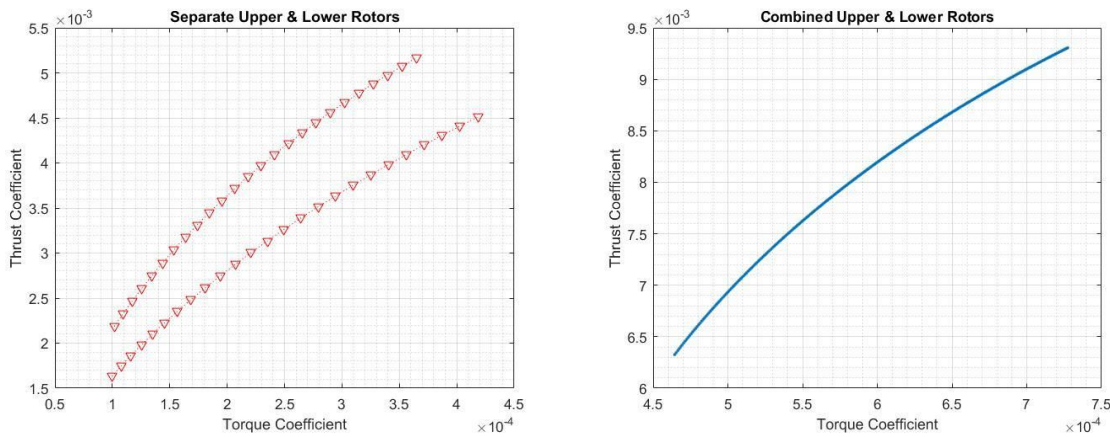 Separate Upper & Lower Rotors
×10⁻³
5.5
5
4.5
4
3.5
3
2.5
2
1.5
Thrust Coefficient
0.5 1 1.5 2 2.5 3 3.5 4 4.5
Torque Coefficient
×10⁻⁴
Combined Upper & Lower Rotors
×10⁻³
9.5
9
8.5
8
7.5
7
6.5
6
Thrust Coefficient
4.5 5 5.5 6 6.5 7 7.5
Torque Coefficient
×10⁻⁴